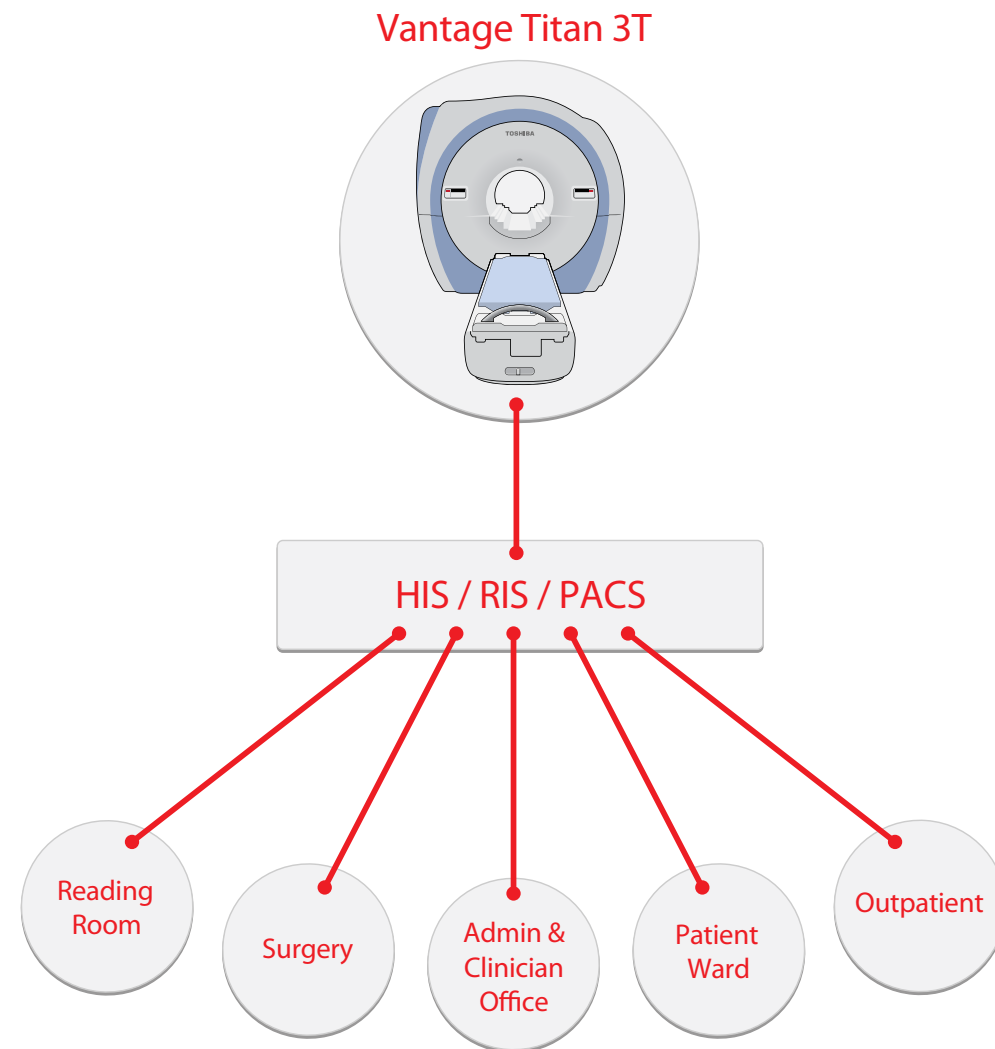 Vantage Titan 3T
TOSHIBA
HIS / RIS / PACS
Reading
Room
Surgery
Admin &
Clinician
Office
Patient
Ward
Outpatient